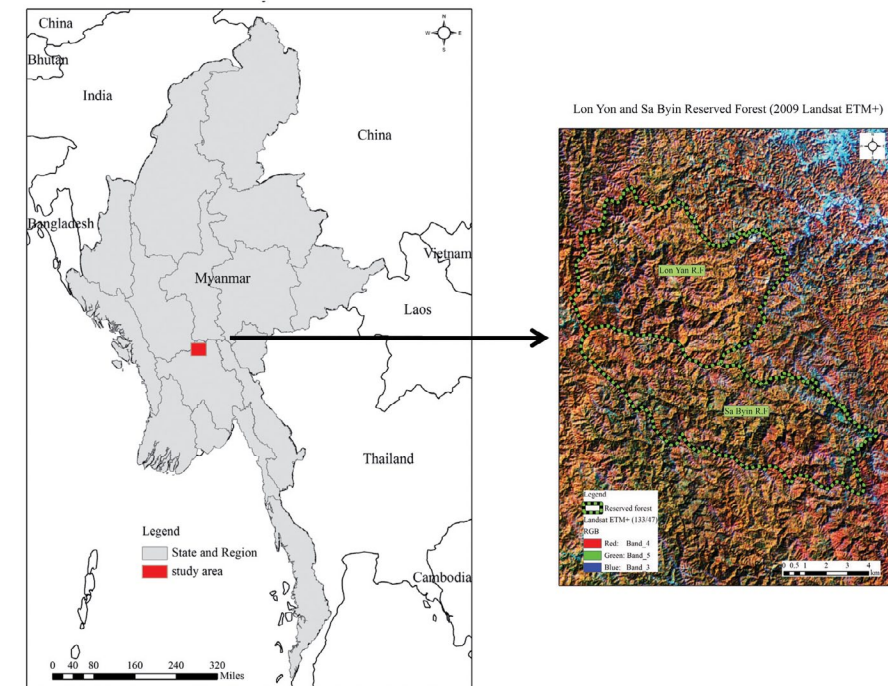 China
Bhutan
India
China
Bangladesh
Vietnam
Myanmar
Laos
Thailand
Cambodia
N
W
E
S
Legend
State and Region
study area
0 40 80 160 240 320
Miles
Lon Yon and Sa Byin Reserved Forest (2009 Landsat ETM+)
Lon Yan R.F
Sa Byin R.F
Legend
Reserved forest
Landsat ETM+ (133/47)
RGB
Red: Band_4
Green: Band_5
Blue: Band_3
0 0.5 1 2 3 4
km